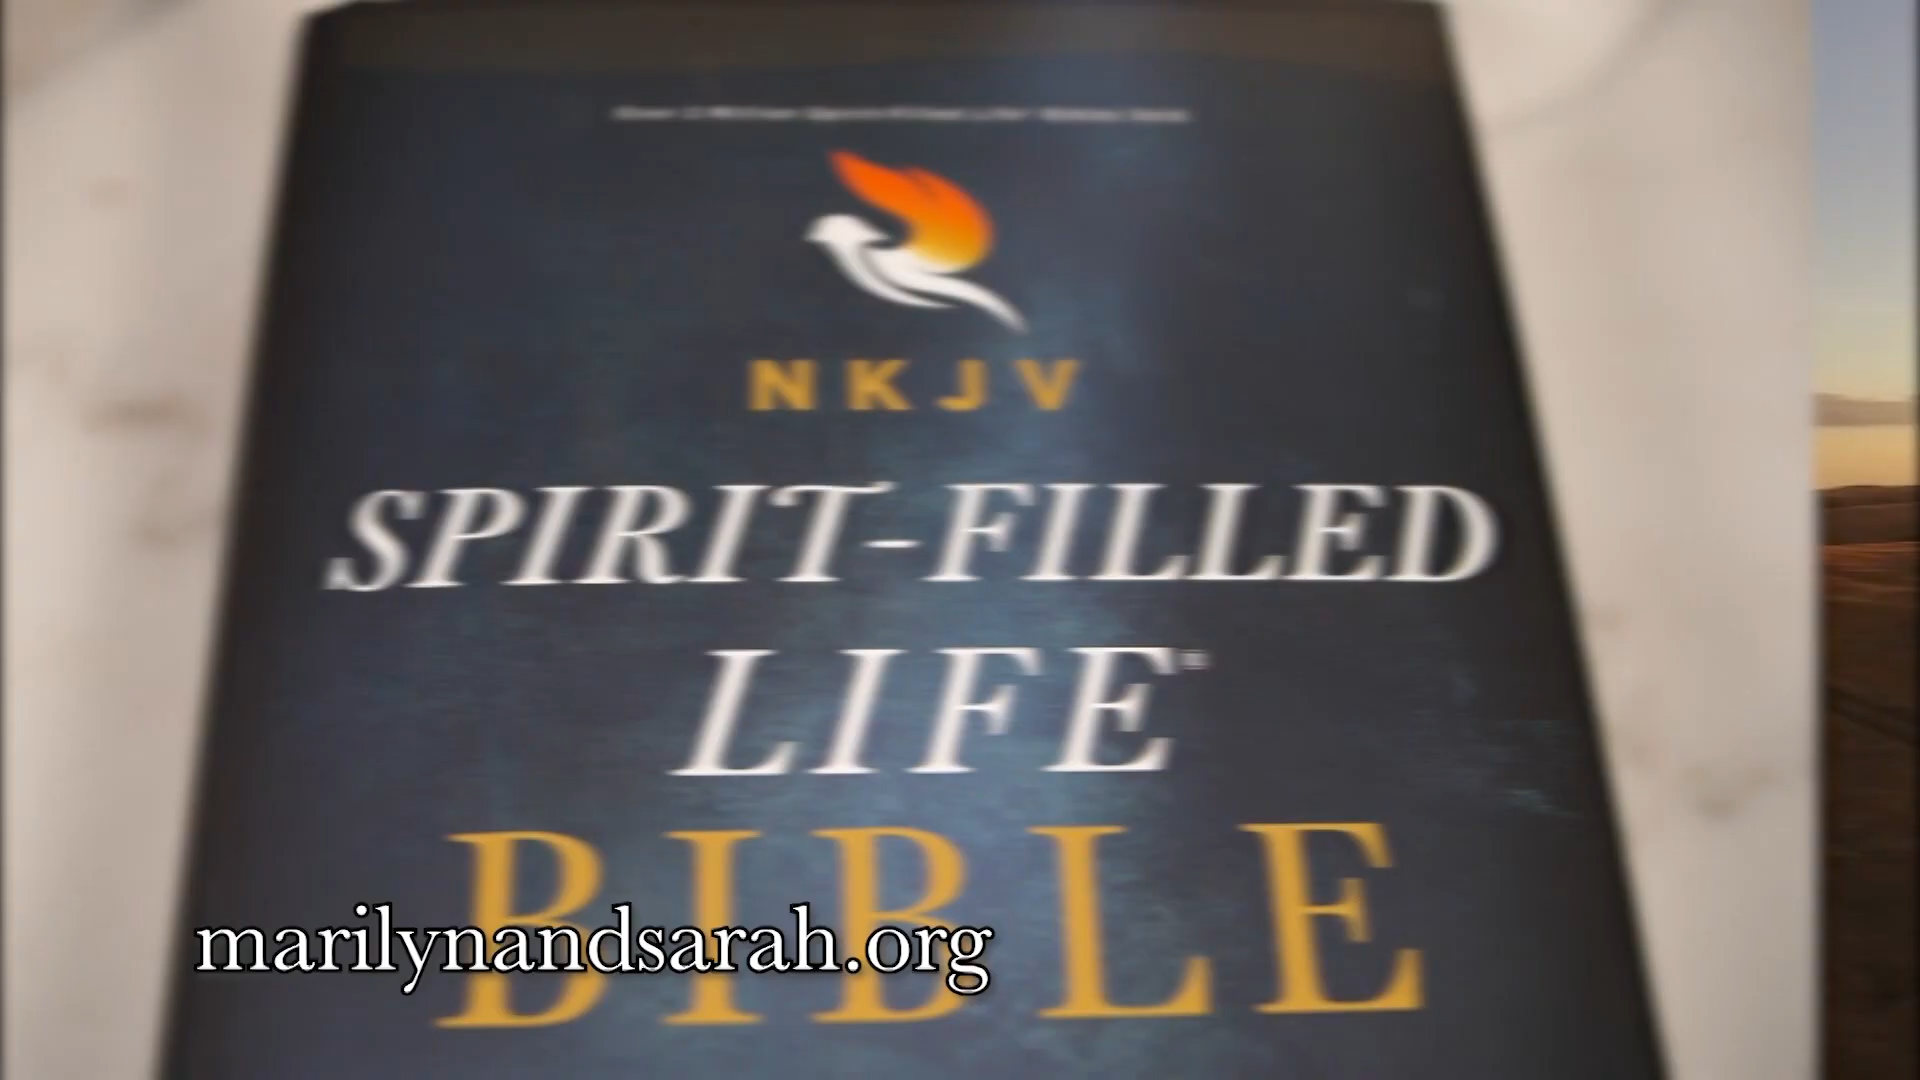 NKJV
SPIRIT-FILLED
LIFE
BIBLE
marilynandsarah.org